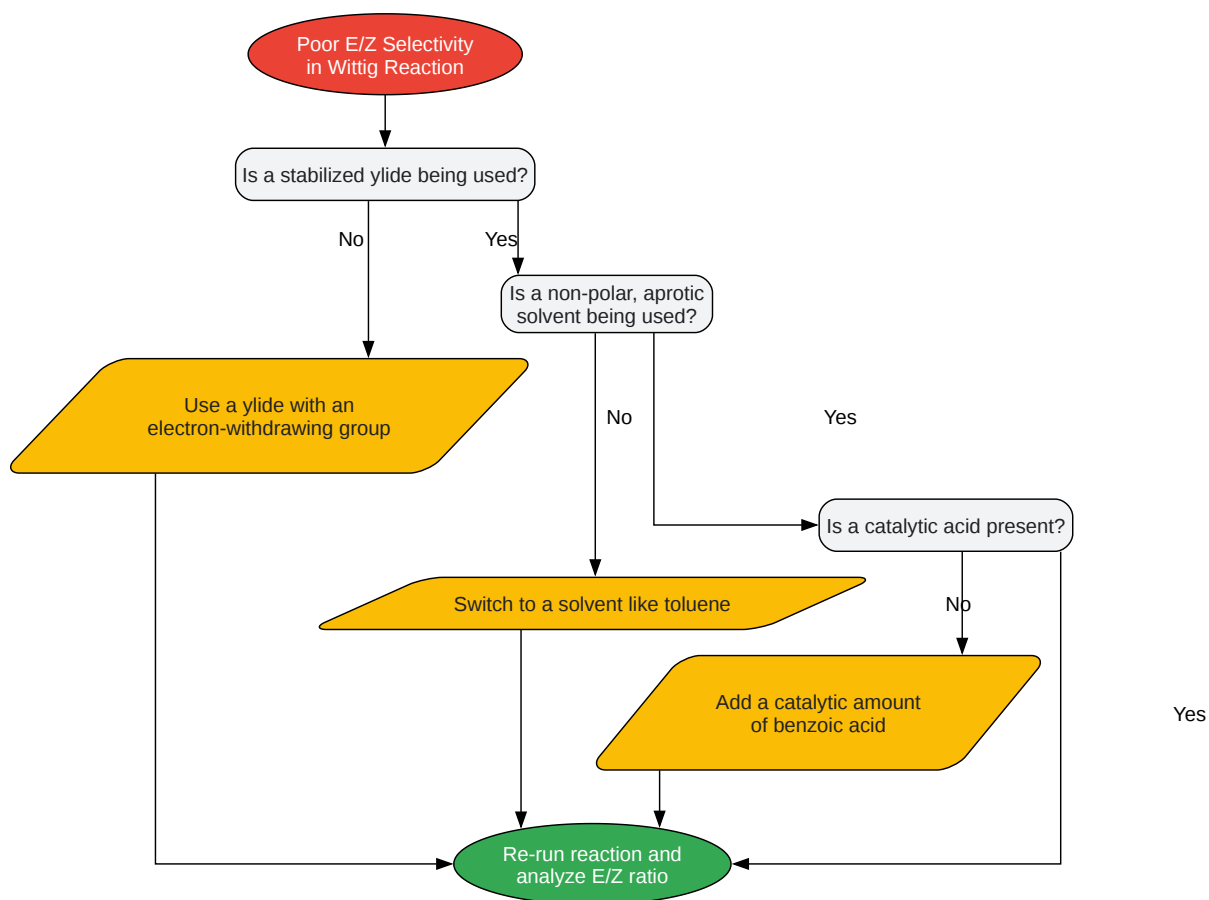 Poor E/Z Selectivity
in Wittig Reaction
Is a stabilized ylide being used?
No
Yes
Is a non-polar, aprotic
solvent being used?
Use a ylide with an
electron-withdrawing group
No
Yes
Is a catalytic acid present?
Switch to a solvent like toluene
No
Add a catalytic amount
of benzoic acid
Yes
Re-run reaction and
analyze E/Z ratio